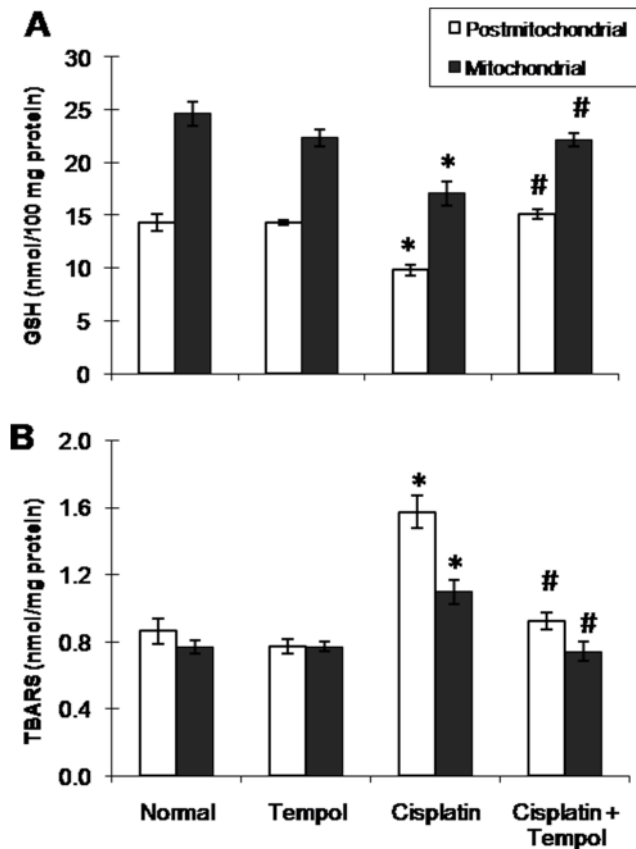 A
Postmitochondrial
Mitochondrial
GSH (nmol/100 mg protein)
30
25
20
15
10
5
0
*
*
#
#
B
TBARS (nmol/mg protein)
2.0
1.6
1.2
0.8
0.4
0.0
*
*
#
#
Normal
Tempol
Cisplatin
Cisplatin +
Tempol